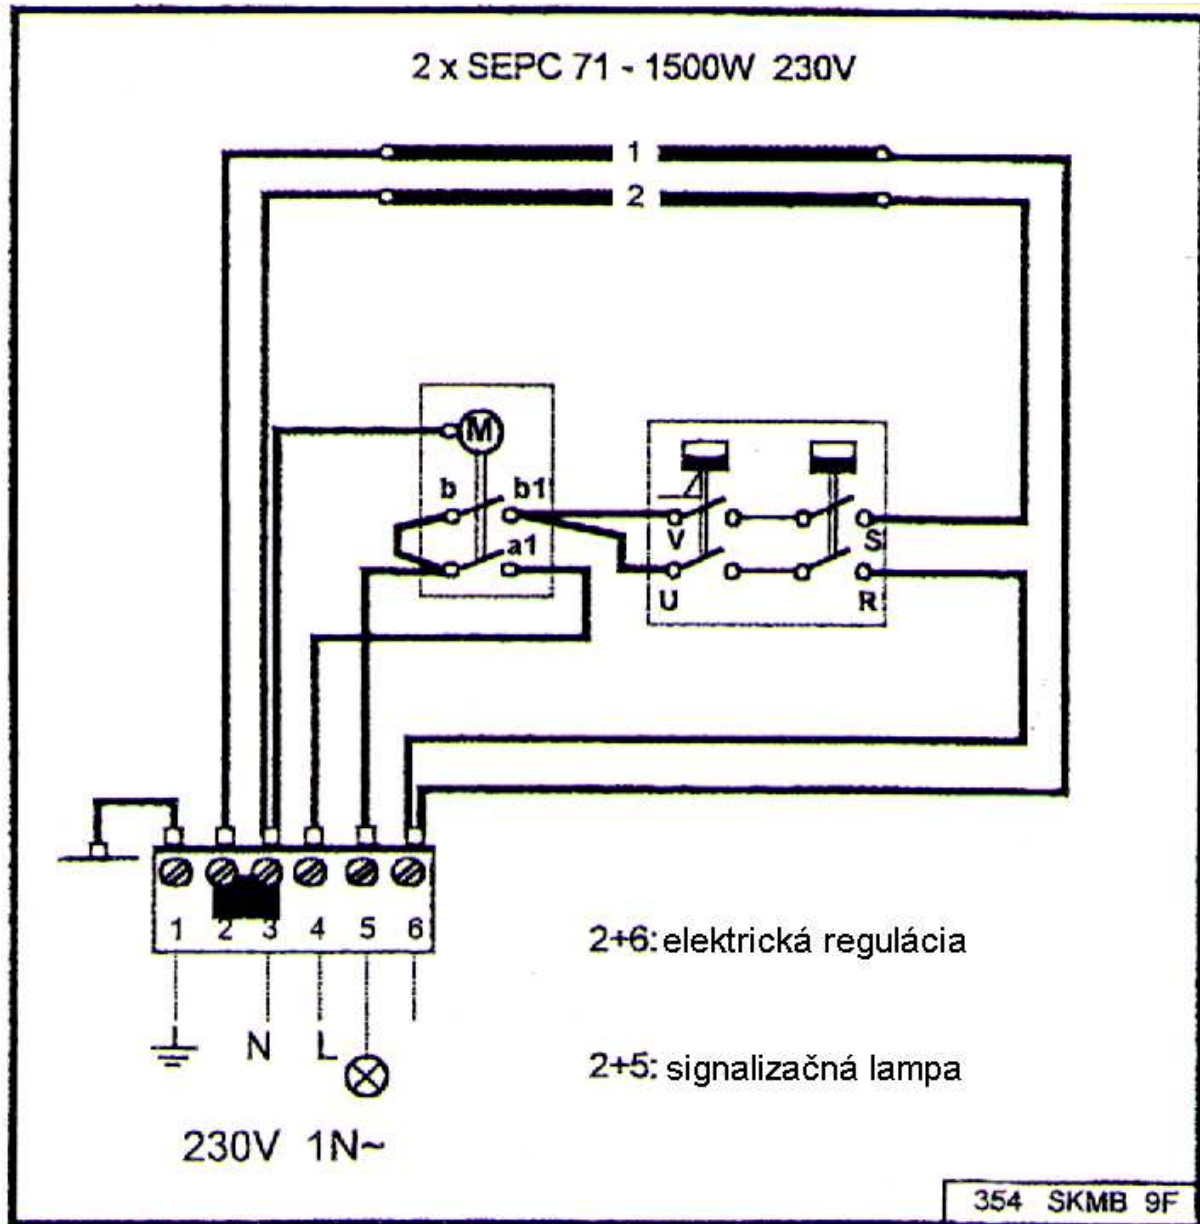 2 x SEPC 71 - 1500W 230V
1
2
M
b b1
a1
V S
U R
1 2 3 4 5 6
2+6: elektrická regulácia
N L
2+5: signalizačná lampa
230V 1N~
354 SKMB 9F